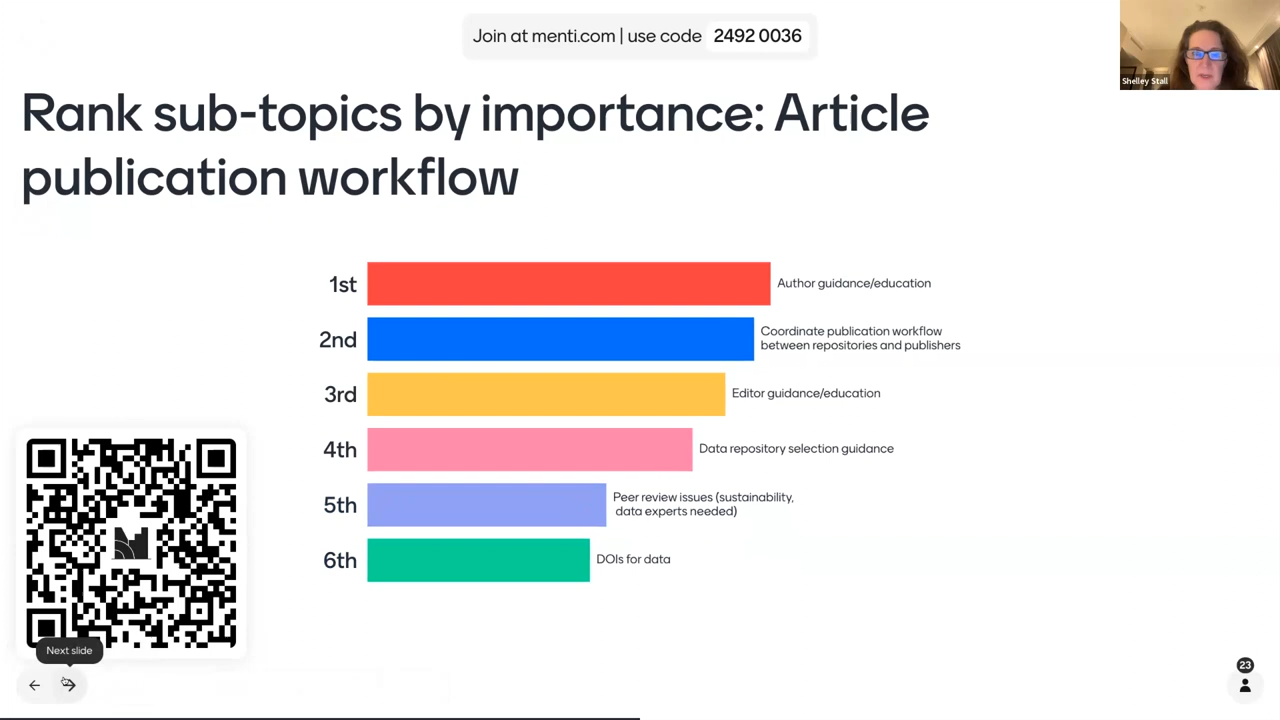 Join at menti.com | use code 2492 0036
Shelley Stall
Rank sub-topics by importance: Article
publication workflow
1st
Author guidance/education
2nd
Coordinate publication workflow
between repositories and publishers
3rd
Editor guidance/education
4th
Data repository selection guidance
5th
Peer review issues (sustainability,
data experts needed)
6th
DOIs for data
Next slide
23